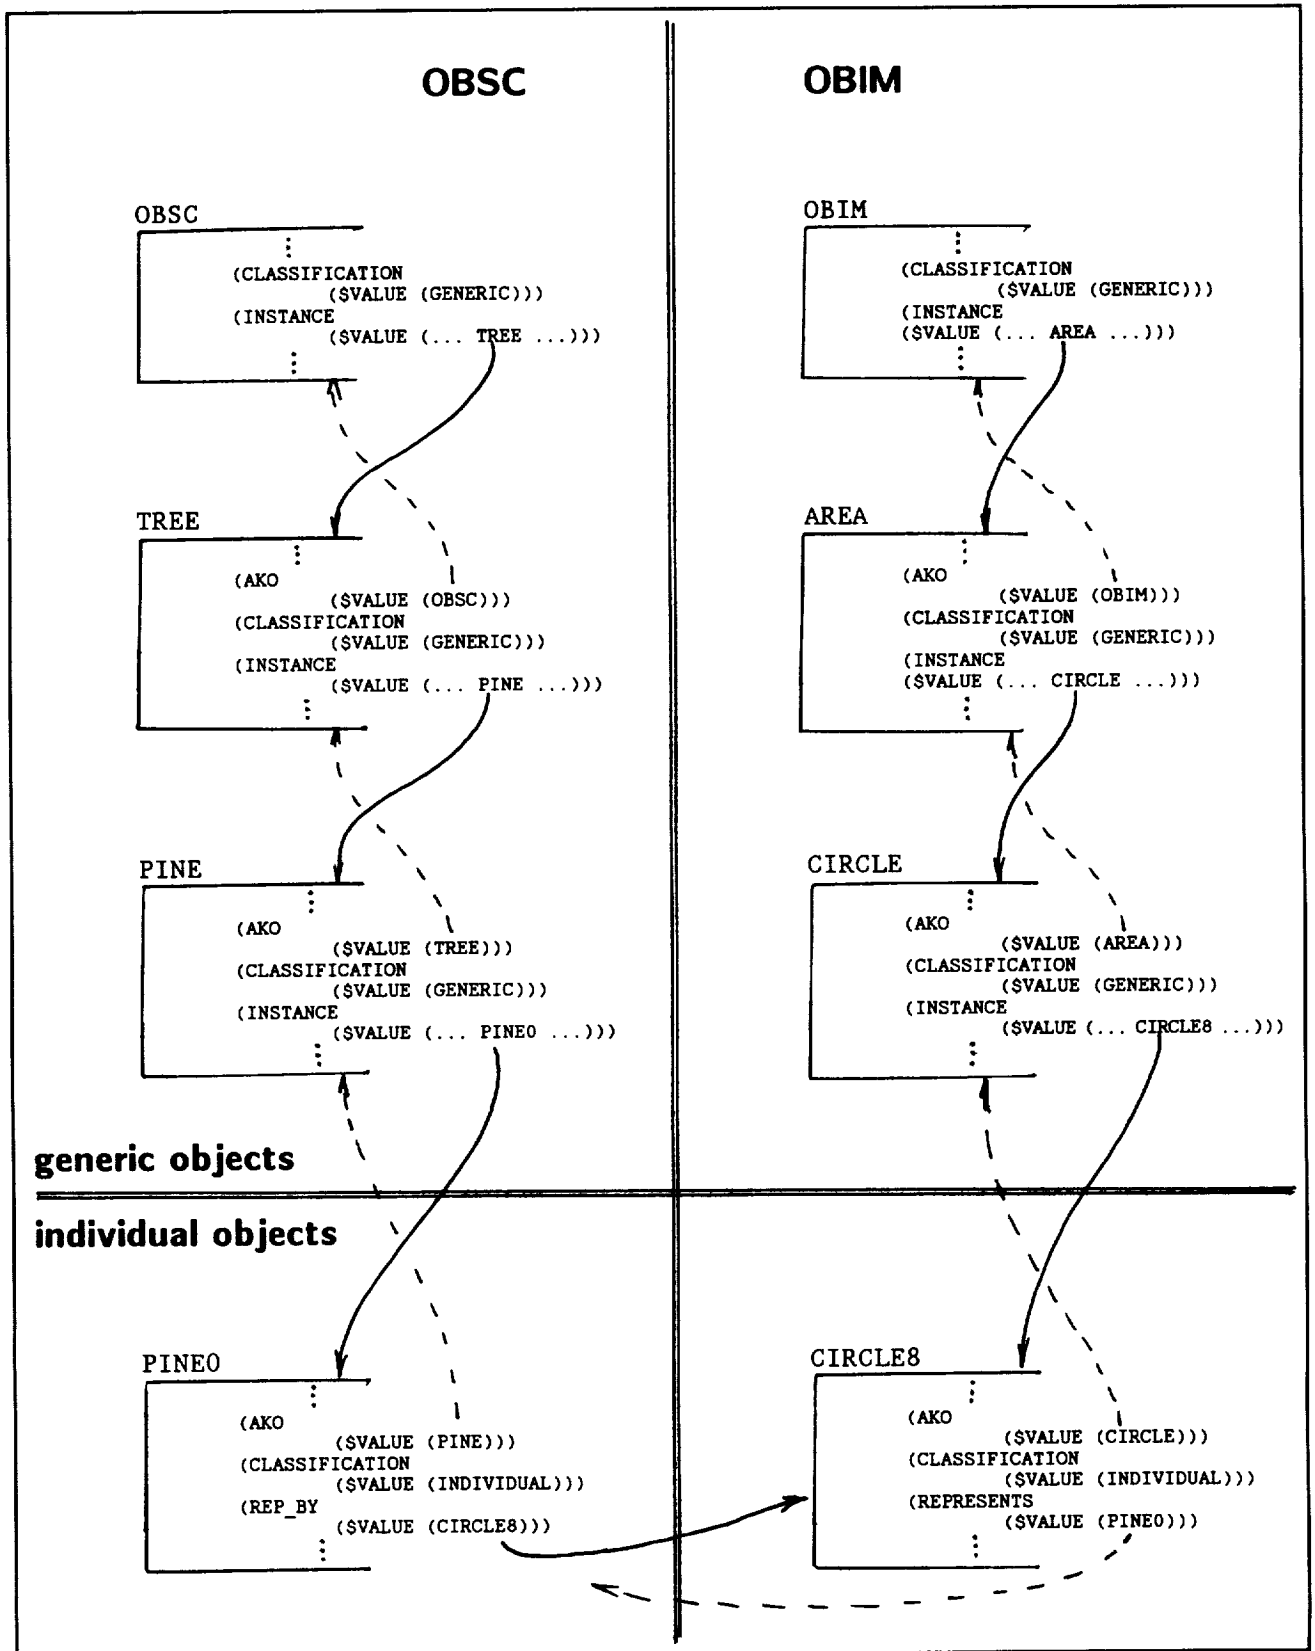 OBSC
OBIM
OBSC
(CLASSIFICATION
($VALUE (GENERIC)))
(INSTANCE
($VALUE (... TREE ...)))
TREE
(AKO
($VALUE (OBSC)))
(CLASSIFICATION
($VALUE (GENERIC)))
(INSTANCE
($VALUE (... PINE ...)))
PINE
(AKO
($VALUE (TREE)))
(CLASSIFICATION
($VALUE (GENERIC)))
(INSTANCE
($VALUE (... PINE0 ...)))
OBIM
(CLASSIFICATION
($VALUE (GENERIC)))
(INSTANCE
($VALUE (... AREA ...)))
AREA
(AKO
($VALUE (OBIM)))
(CLASSIFICATION
($VALUE (GENERIC)))
(INSTANCE
($VALUE (... CIRCLE ...)))
CIRCLE
(AKO
($VALUE (AREA)))
(CLASSIFICATION
($VALUE (GENERIC)))
(INSTANCE
($VALUE (... CIRCLE8 ...)))
generic objects
individual objects
PINE0
(AKO
($VALUE (PINE)))
(CLASSIFICATION
($VALUE (INDIVIDUAL)))
(REP_BY
($VALUE (CIRCLE8)))
CIRCLE8
(AKO
($VALUE (CIRCLE)))
(CLASSIFICATION
($VALUE (INDIVIDUAL)))
(REPRESENTS
($VALUE (PINE0)))